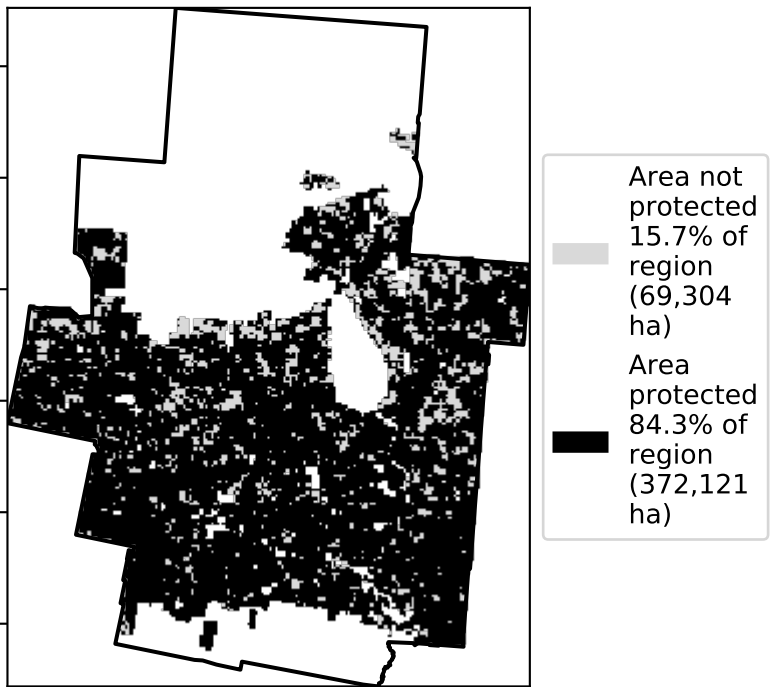 Area not
protected
15.7% of
region
(69,304
ha)
Area
protected
84.3% of
region
(372,121
ha)